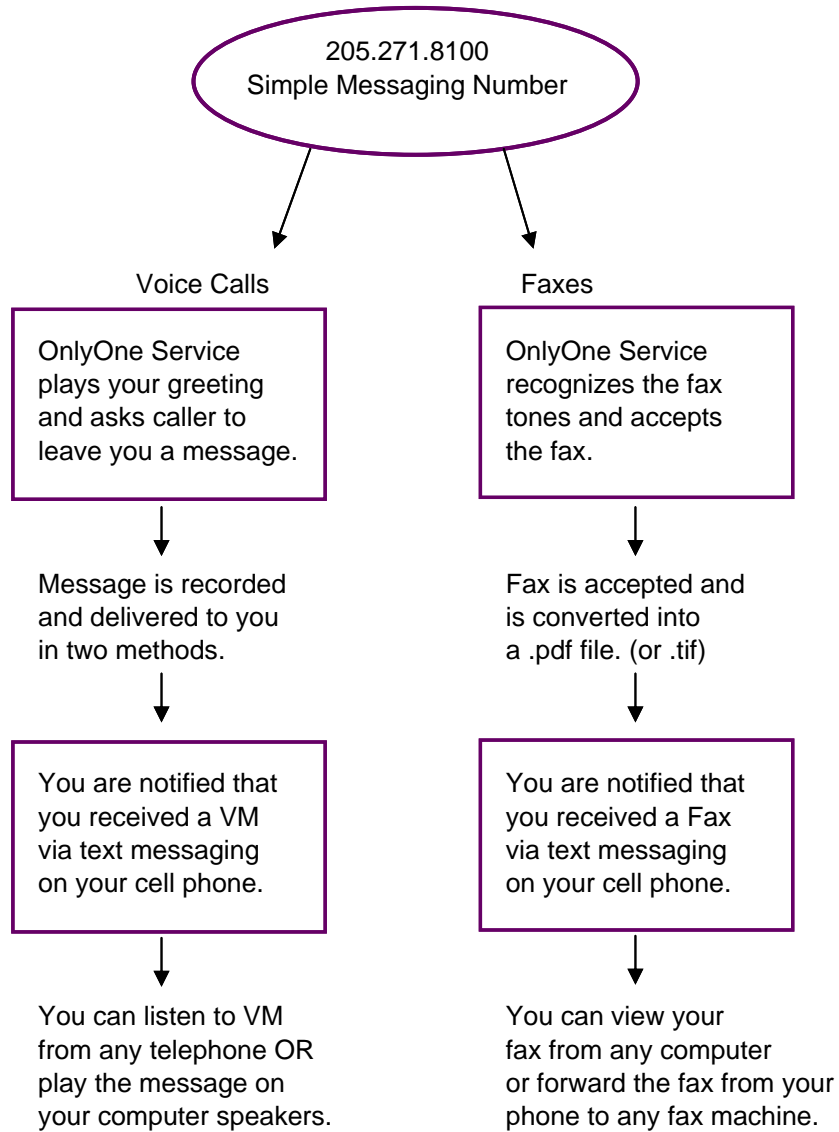 205.271.8100
Simple Messaging Number
Voice Calls
OnlyOne Service
plays your greeting
and asks caller to
leave you a message.
Message is recorded
and delivered to you
in two methods.
You are notified that
you received a VM
via text messaging
on your cell phone.
You can listen to VM
from any telephone OR
play the message on
your computer speakers.
Faxes
OnlyOne Service
recognizes the fax
tones and accepts
the fax.
Fax is accepted and
is converted into
a .pdf file. (or .tif)
You are notified that
you received a Fax
via text messaging
on your cell phone.
You can view your
fax from any computer
or forward the fax from your
phone to any fax machine.